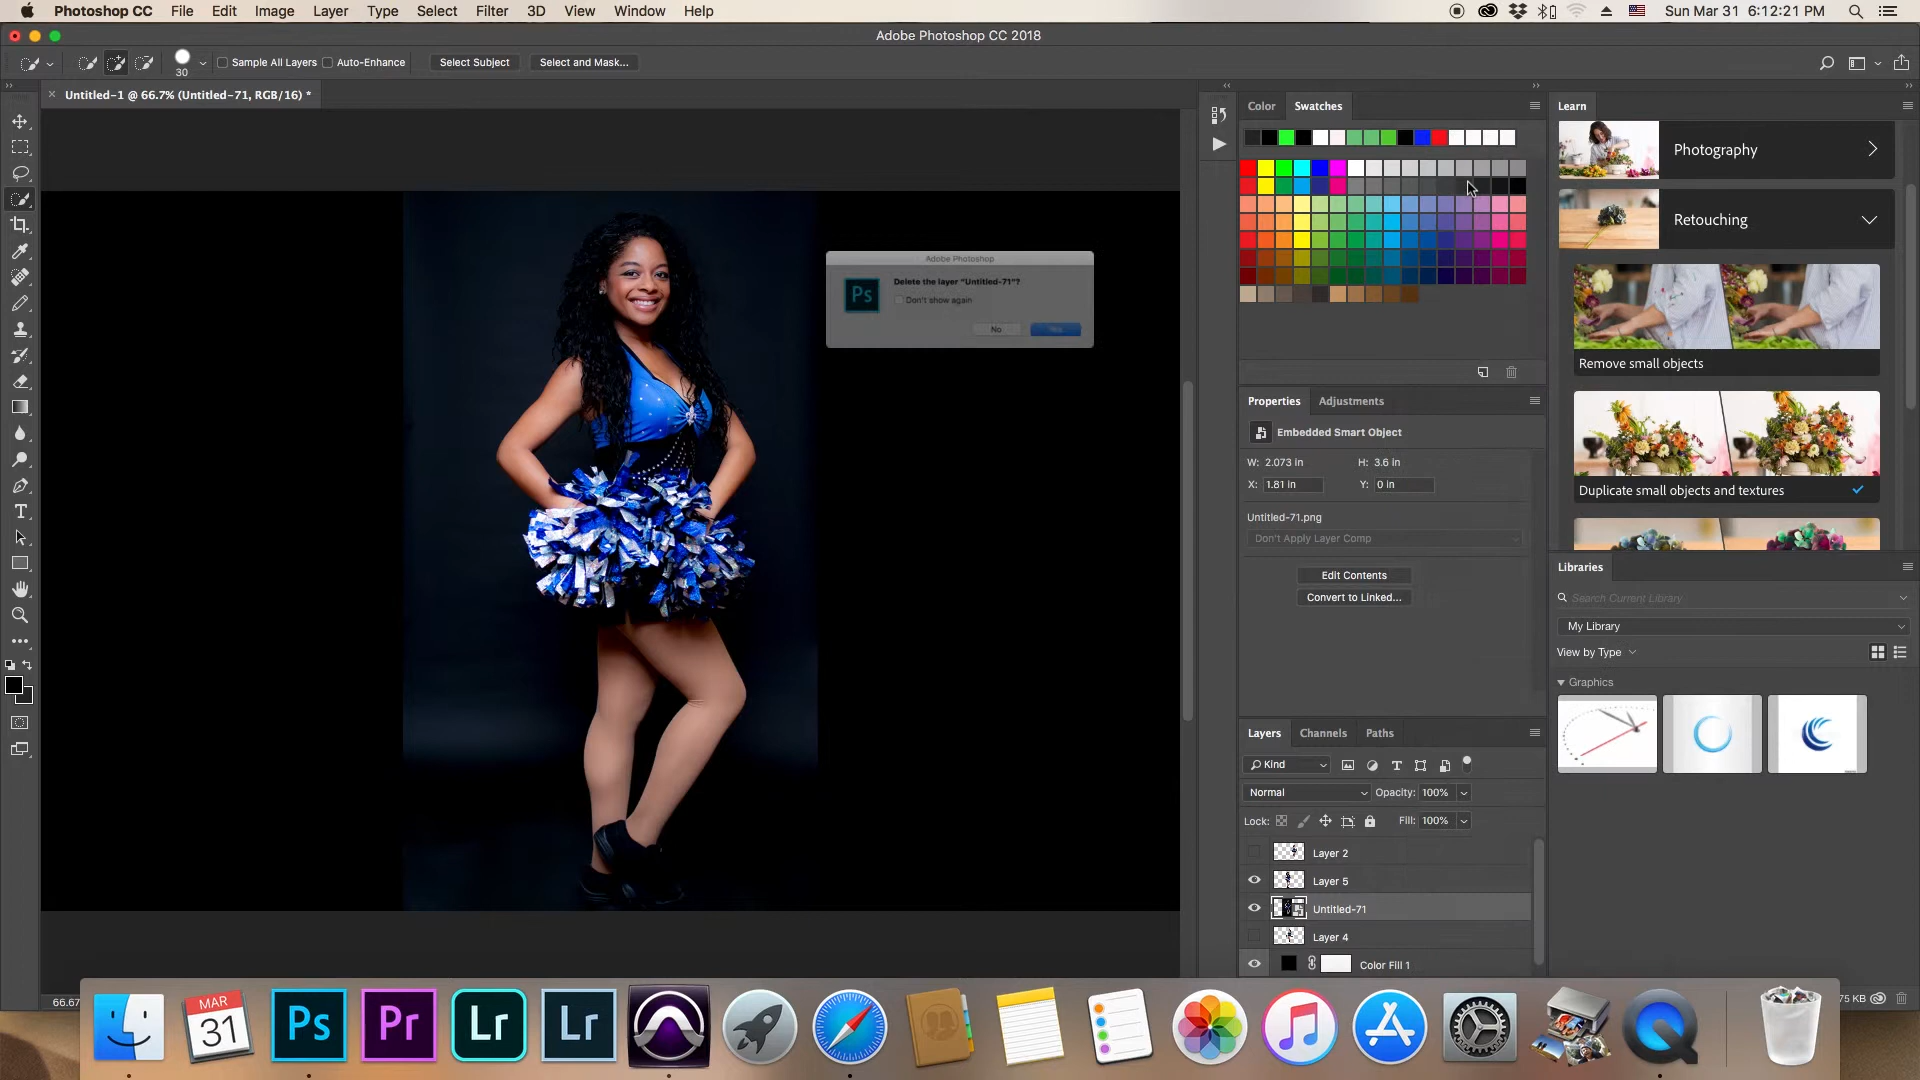 Photoshop CC File Edit Image Layer Type Select Filter 3D View Window Help Sun Mar 31 6:12:21 PM
Adobe Photoshop CC 2018
30 Sample All Layers Auto-Enhance Select Subject Select and Mask...
Untitled-1 @ 66.7% (Untitled-71, RGB/16) *
Color Swatches
Learn
Photography
Retouching
Adobe Photoshop
Delete the layer "Untitled-71"?
Don't show again
No Yes
Ps
Remove small objects
Duplicate small objects and textures
Properties Adjustments
Embedded Smart Object
W: 2.073 in H: 3.6 in
X: 1.81 in Y: 0 in
Untitled-71.png
Don't Apply Layer Comp
Edit Contents
Convert to Linked...
Libraries
Search Current Library
My Library
View by Type
Graphics
Layers Channels Paths
Kind
Normal Opacity: 100%
Lock: Fill: 100%
Layer 2
Layer 5
Untitled-71
Layer 4
Color Fill 1
66.67
75 KB
MAR
31
Ps Pr Lr Lr